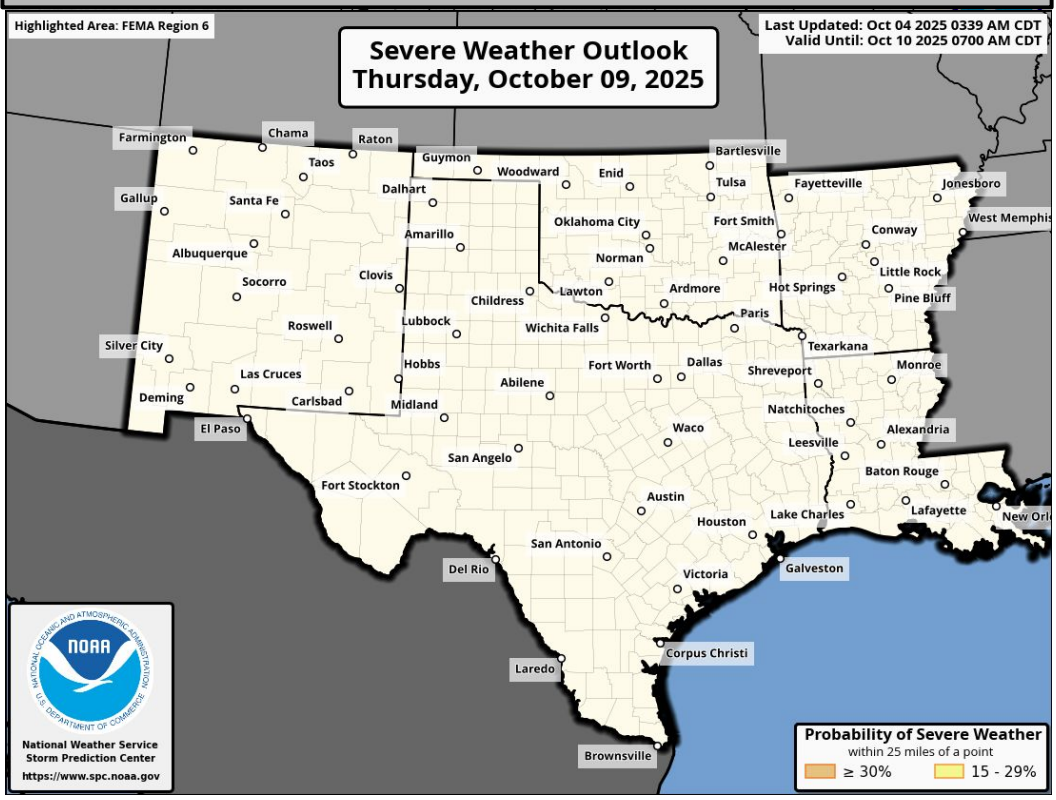 Highlighted Area: FEMA Region 6
Last Updated: Oct 04 2025 0339 AM CDT
Valid Until: Oct 10 2025 0700 AM CDT
Severe Weather Outlook
Thursday, October 09, 2025
Farmington
Chama
Raton
Taos
Guymon
Woodward
Enid
Bartlesville
Tulsa
Fayetteville
Jonesboro
Gallup
Santa Fe
Dalhart
Oklahoma City
Fort Smith
West Memphis
Albuquerque
Amarillo
Norman
McAlester
Conway
Little Rock
Socorro
Clovis
Childress
Lawton
Ardmore
Hot Springs
Pine Bluff
Roswell
Lubbock
Wichita Falls
Paris
Texarkana
Silver City
Hobbs
Fort Worth
Dallas
Shreveport
Monroe
Las Cruces
Deming
Carlsbad
Midland
Abilene
Natchitoches
El Paso
Waco
Leesville
Alexandria
San Angelo
Fort Stockton
Baton Rouge
Austin
Houston
Lake Charles
Lafayette
New Orl
San Antonio
Del Rio
Victoria
Galveston
Laredo
Corpus Christi
Brownsville
NATIONAL OCEANIC AND ATMOSPHERIC ADMINISTRATION
NOAA
U.S. DEPARTMENT OF COMMERCE
National Weather Service
Storm Prediction Center
https://www.spc.noaa.gov
Probability of Severe Weather
within 25 miles of a point
≥ 30%
15 - 29%